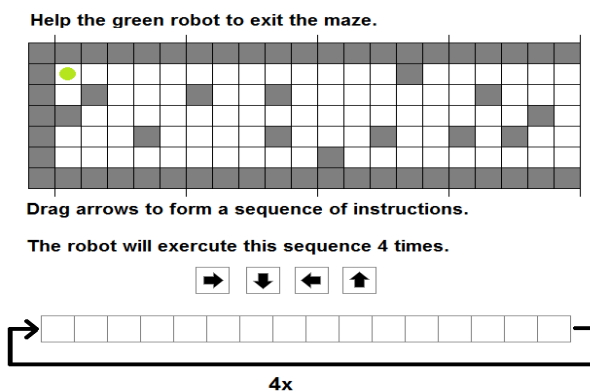 Help the green robot to exit the maze.
Drag arrows to form a sequence of instructions.
The robot will exercute this sequence 4 times.
4x